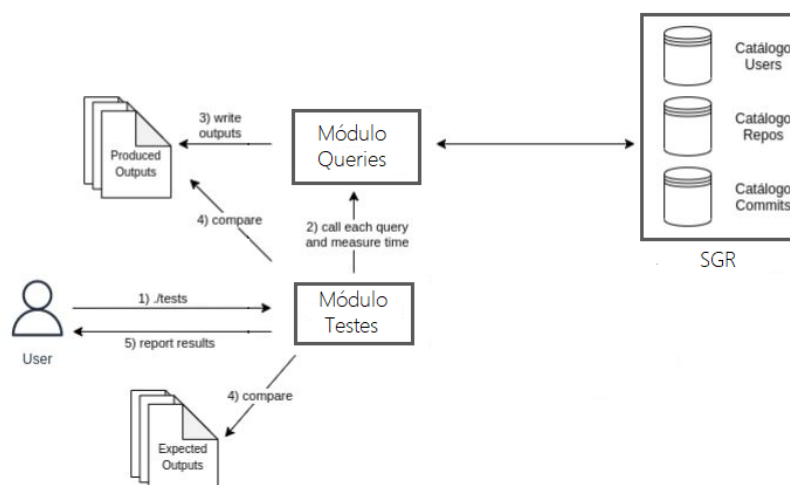 Catálogo
Users
Catálogo
Repos
Catálogo
Commits
SGR
3) write
outputs
Módulo
Queries
Produced
Outputs
4) compare
2) call each query
and measure time
1) ./tests
Módulo
Testes
5) report results
User
4) compare
Expected
Outputs